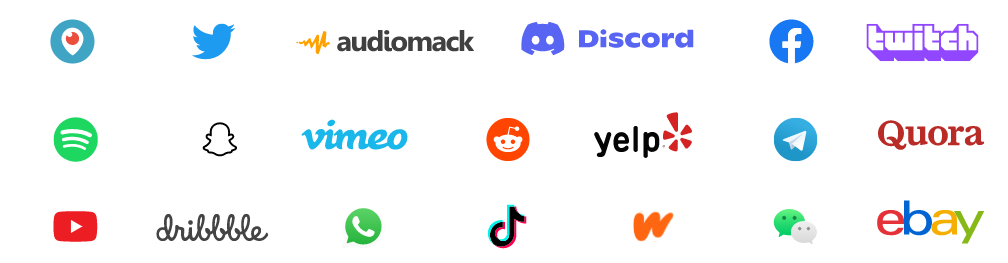 audiomack
Discord
twitch
vimeo
yelp
Quora
dribbble
ebay